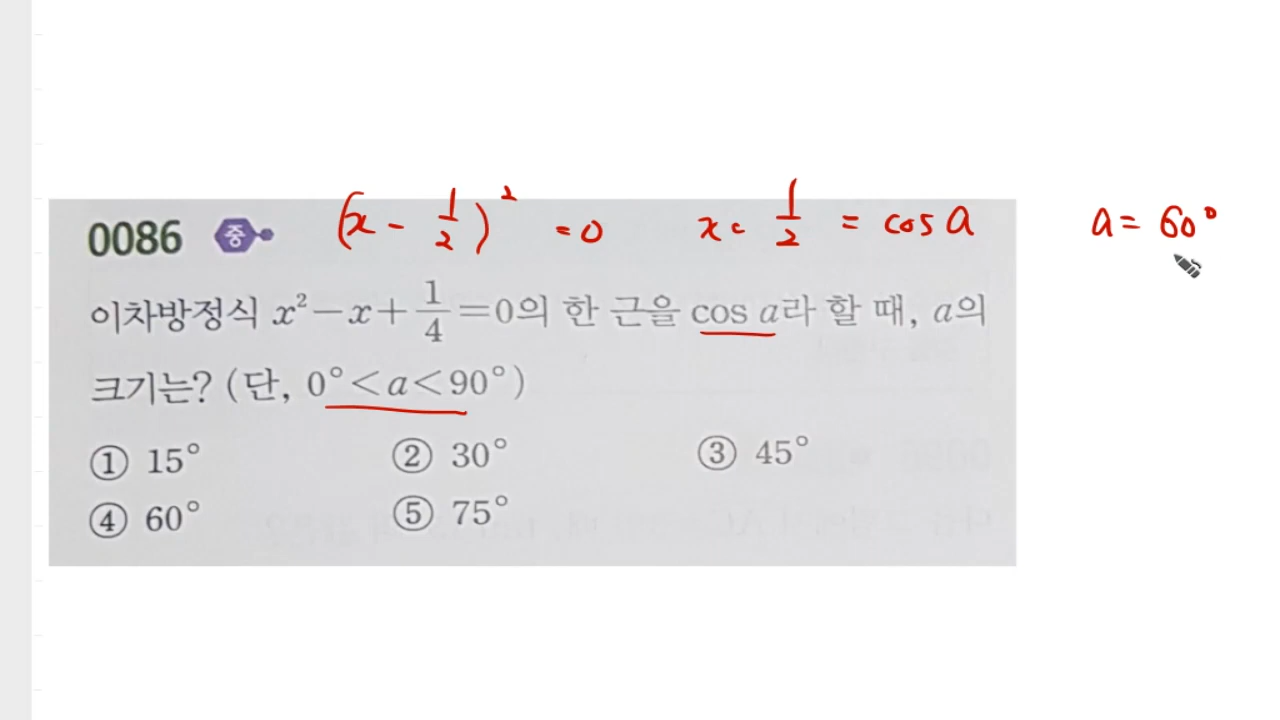 (x - 1/2)² = 0    x = 1/2 = cos a    a = 60°
0086 중
이차방정식 x²-x+1/4=0의 한 근을 cos a라 할 때, a의
크기는? (단, 0°<a<90°)
① 15° ② 30° ③ 45°
④ 60° ⑤ 75°